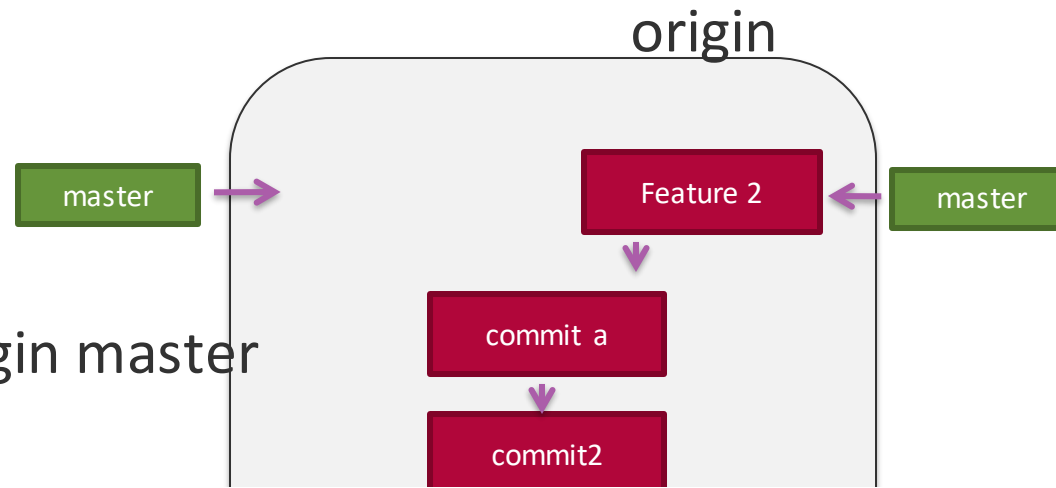 origin
master
Feature 2
master
commit a
gin master
commit2